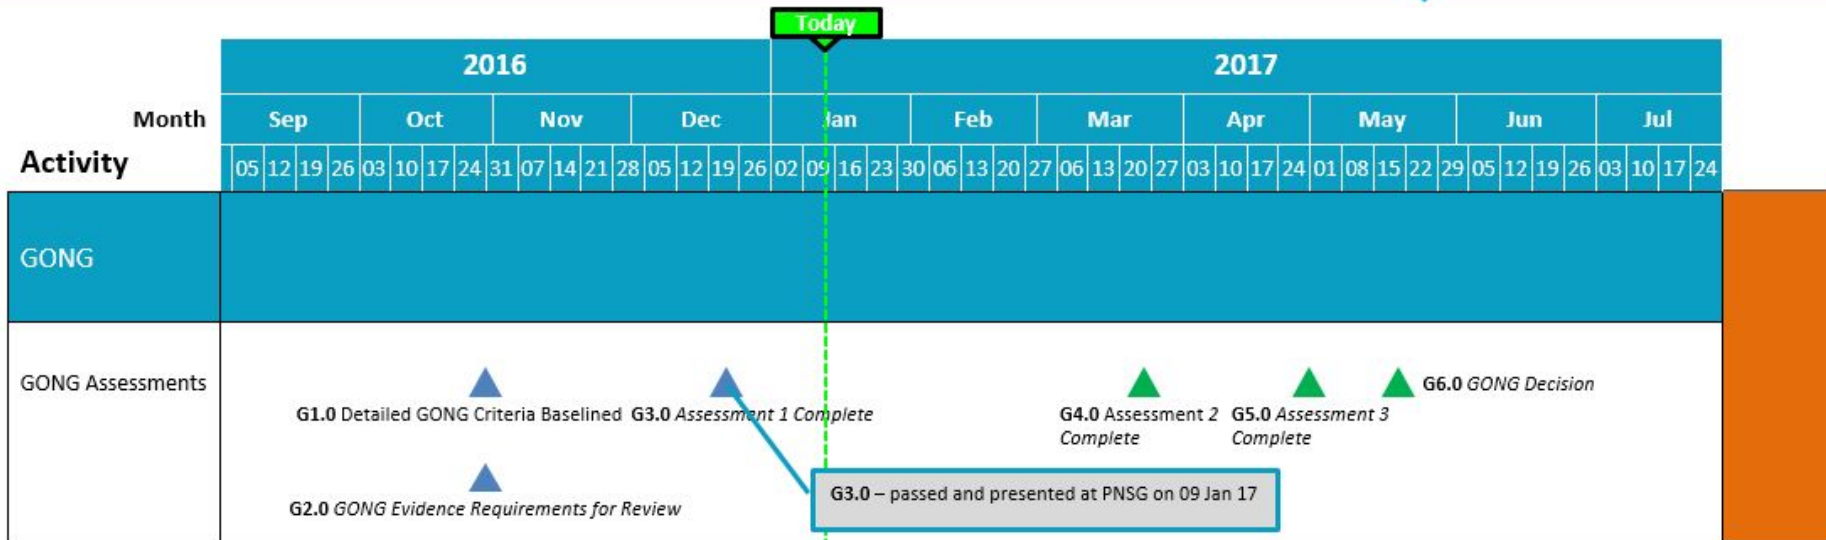 Today
2016 2017
Month Sep Oct Nov Dec Jan Feb Mar Apr May Jun Jul
Activity 05 12 19 26 03 10 17 24 31 07 14 21 28 05 12 19 26 02 09 16 23 30 06 13 20 27 06 13 20 27 03 10 17 24 01 08 15 22 29 05 12 19 26 03 10 17 24
GONG
GONG Assessments
G6.0 GONG Decision
G1.0 Detailed GONG Criteria Baselined G3.0 Assessment 1 Complete G4.0 Assessment 2 G5.0 Assessment 3
Complete Complete
G3.0 – passed and presented at PNSG on 09 Jan 17
G2.0 GONG Evidence Requirements for Review